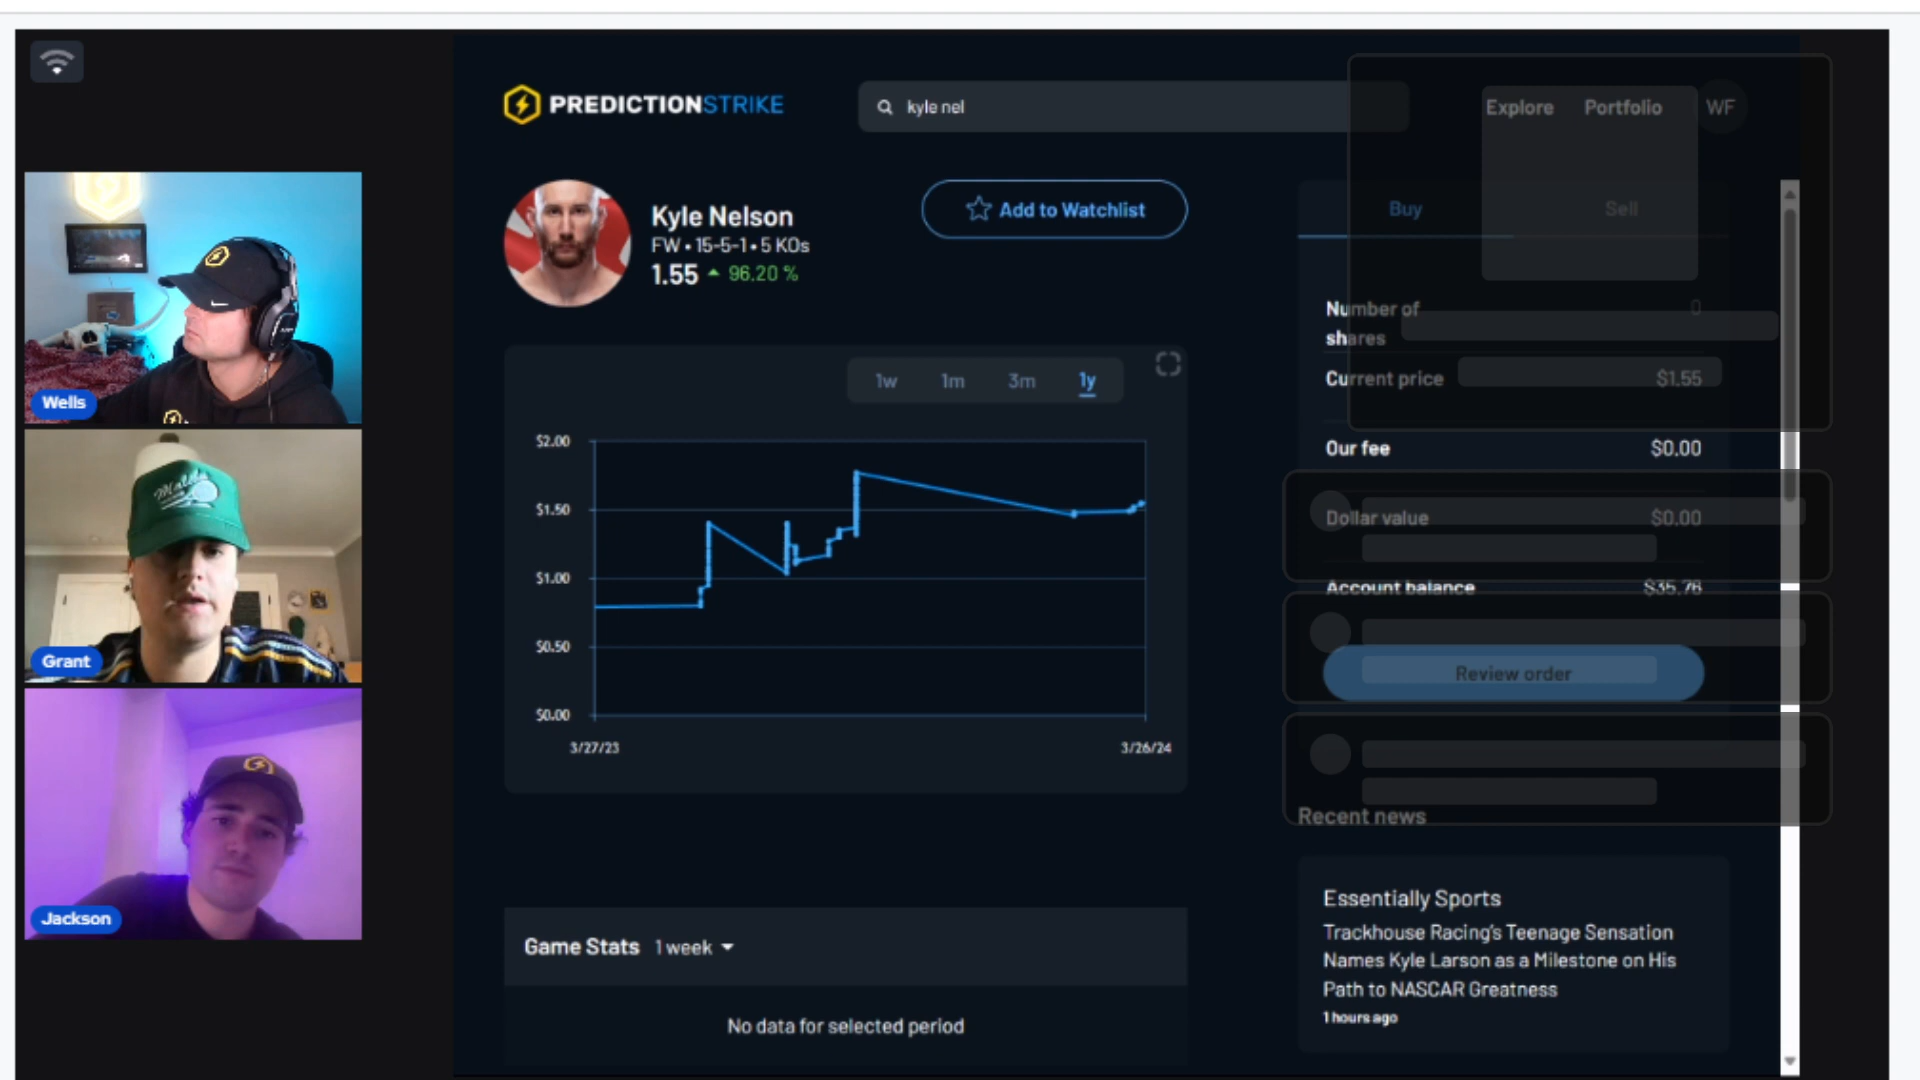 PREDICTIONSTRIKE
kyle nel
Explore Portfolio WF
Kyle Nelson
FW • 15-5-1 • 5 KOs
1.55 96.20 %
Add to Watchlist
Buy Sell
Number of shares 0
Current price $1.55
Our fee $0.00
Dollar value $0.00
Account balance $35.76
Review order
1w 1m 3m 1y
$2.00
$1.50
$1.00
$0.50
$0.00
3/27/23 3/26/24
Wells
Grant
Jackson
Game Stats 1 week
No data for selected period
Recent news
Essentially Sports
Trackhouse Racing's Teenage Sensation
Names Kyle Larson as a Milestone on His
Path to NASCAR Greatness
1 hours ago